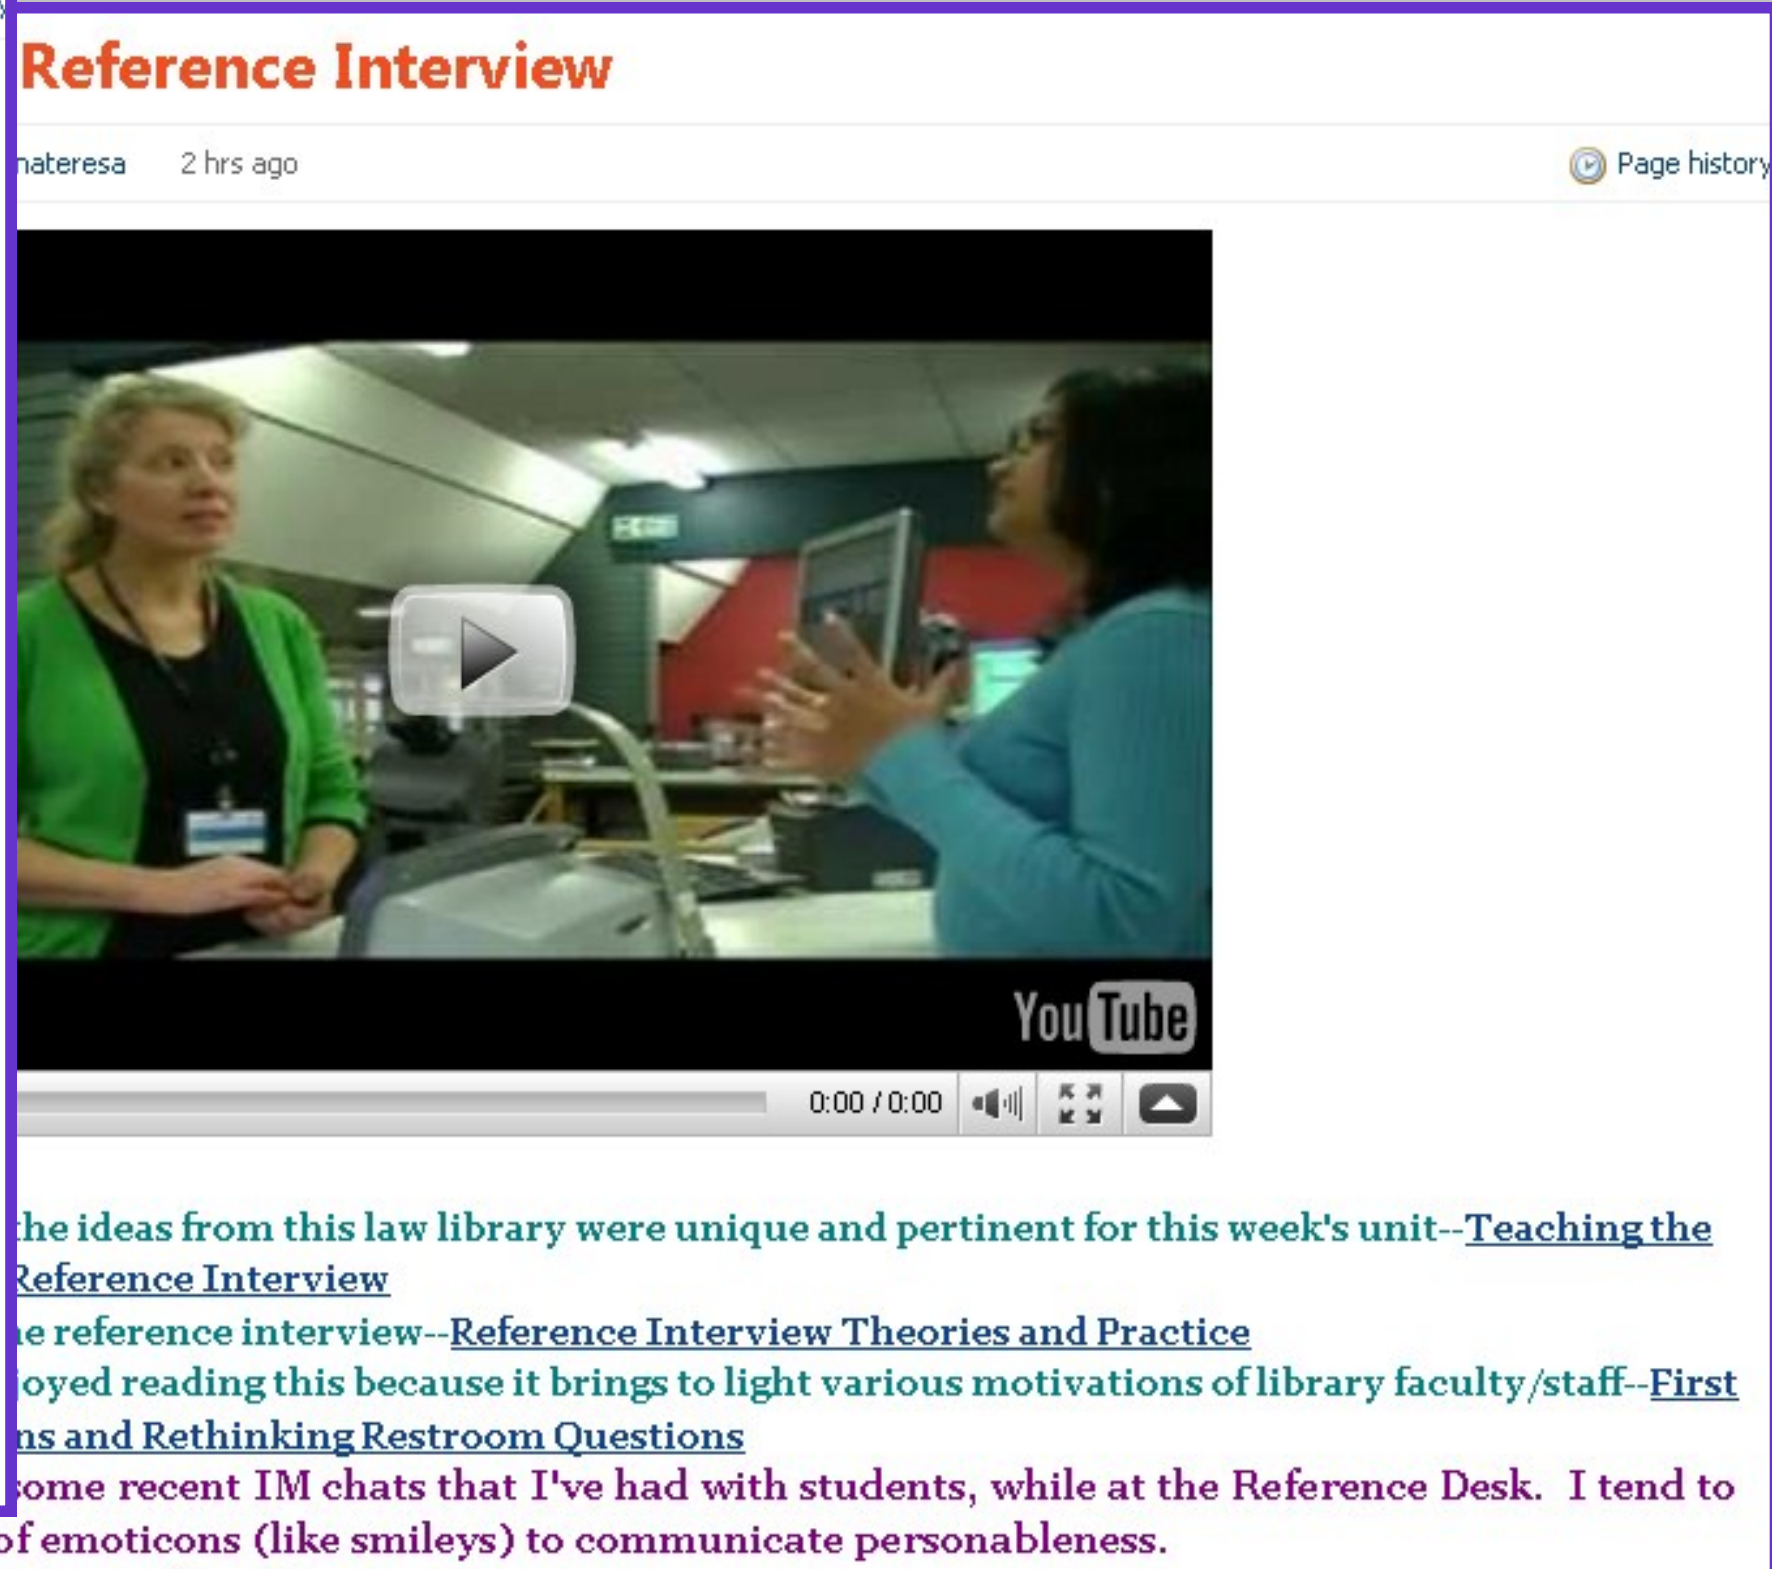 Reference Interview
nateresa 2 hrs ago Page history
YouTube
0:00 / 0:00
the ideas from this law library were unique and pertinent for this week's unit--Teaching the
Reference Interview
e reference interview--Reference Interview Theories and Practice
joyed reading this because it brings to light various motivations of library faculty/staff--First
ns and Rethinking Restroom Questions
some recent IM chats that I've had with students, while at the Reference Desk. I tend to
of emoticons (like smileys) to communicate personableness.